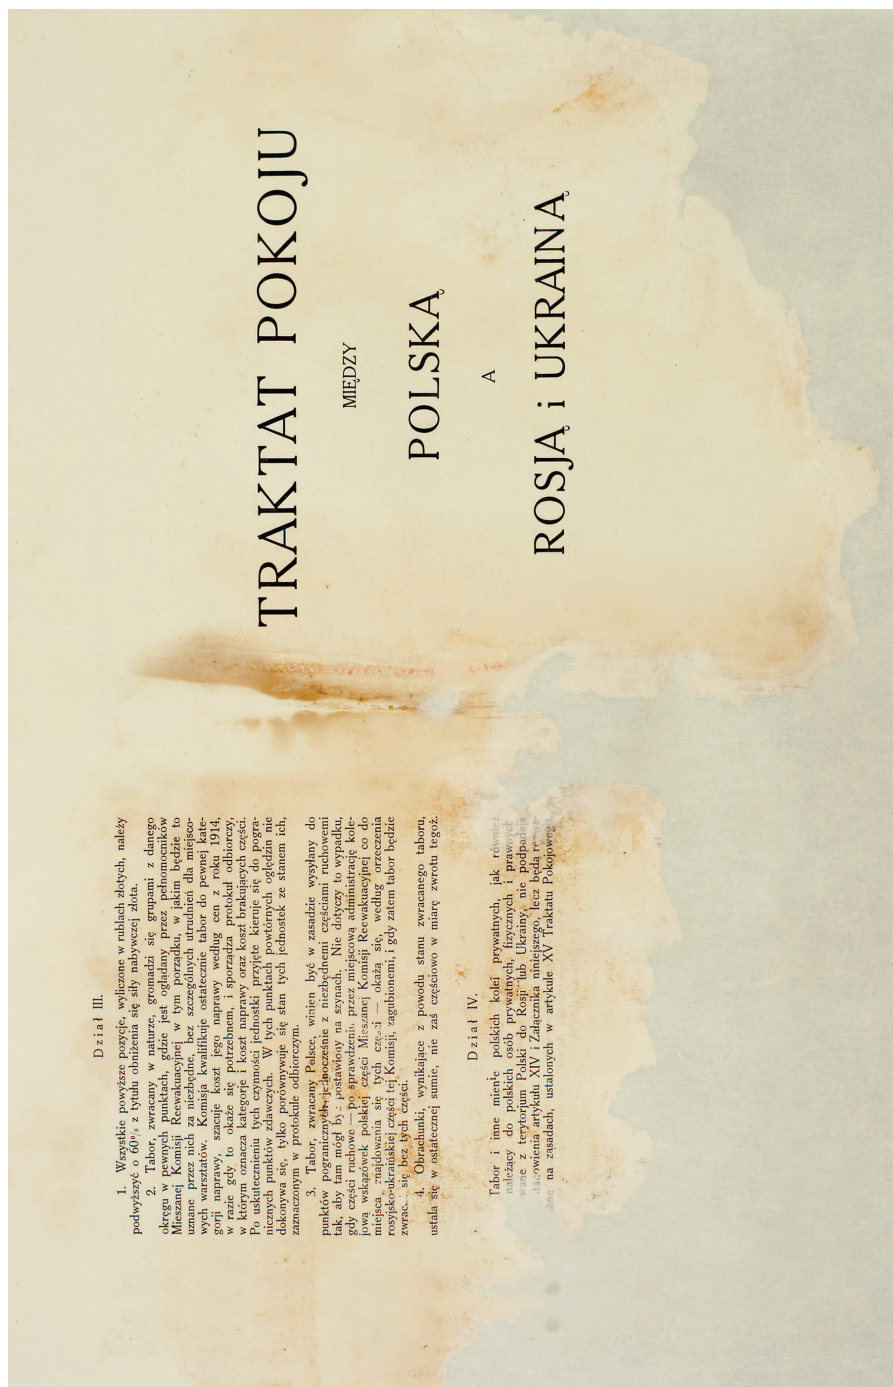 Dział III.
1. Wszystkie powyższe pozycje, wyliczone w rublach złotych, należy
podwyższyć o 60% z tytułu obniżenia się siły nabywczej złota.
2. Tabor, zwracany w naturze, gromadzi się grupami z danego
okręgu w pewnych punktach, gdzie jest oglądany przez pełnomocników
Mieszanej Komisji Reewakuacyjnej w tym porządku, w jakim będzie to
uznane przez nich za niezbędne, bez szczególnych utrudnień dla miejsco-
wych warsztatów. Komisja kwalifikuje ostatecznie tabor do pewnej kate-
gorji naprawy, szacuje koszt jego naprawy według cen z roku 1914,
w razie gdy to okaże się potrzebnem, i sporządza protokuł odbiorczy,
w którym oznacza kategorje i koszt naprawy oraz koszt brakujących części.
Po uskutecznieniu tych czynności jednostki przyjęte kieruje się do pogra-
nicznych punktów zdawczych. W tych punktach powtórnych oględzin nie
dokonywa się, tylko porównywuje się stan tych jednostek ze stanem ich,
zaznaczonym w protokule odbiorczym.
3. Tabor, zwracany Polsce, winien być w zasadzie wysyłany do
punktów pogranicznych jednocześnie z niezbędnemi częściami ruchowemi
tak, aby tam mógł być postawiony na szynach. Nie dotyczy to wypadku,
gdy części ruchowe — po sprawdzeniu przez miejscową administrację kole-
jową wskazówek polskiej części Mieszanej Komisji Reewakuacyjnej co do
miejsca znajdowania się tych części — okażą się, według orzeczenia
rosyjsko-ukraińskiej części tej Komisji, zagubionemi, i gdy zatem tabor będzie
się bez tych części.
4. Obrachunki, wynikające z powodu stanu zwracanego taboru,
ustala się w ostatecznej sumie, nie zaś częściowo w miarę zwrotu tegoż.
Dział IV.
Tabor i inne mienie polskich kolei prywatnych, jak również
należący do polskich osób prywatnych, fizycznych i prawnych
z terytorjum Polski do Rosji lub Ukrainy, nie podpadają
artykułu XIV i Załącznika niniejszego, lecz będą
na zasadach, ustalonych w artykule XV Traktatu Pokojowego
TRAKTAT POKOJU
MIĘDZY
POLSKĄ
A
ROSJĄ i UKRAINĄ